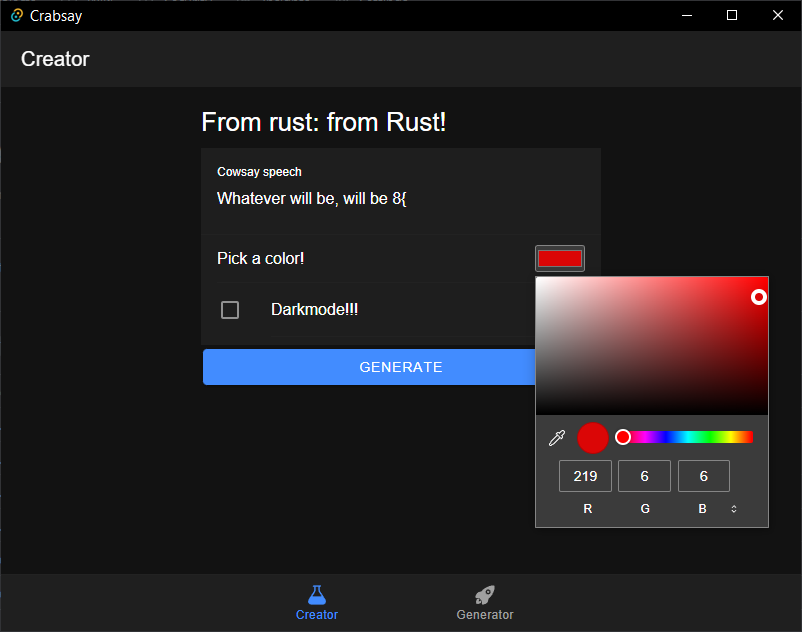 Crabsay
Creator
From rust: from Rust!
Cowsay speech
Whatever will be, will be 8{
Pick a color!
Darkmode!!!
GENERATE
219 6 6
R G B
Creator Generator